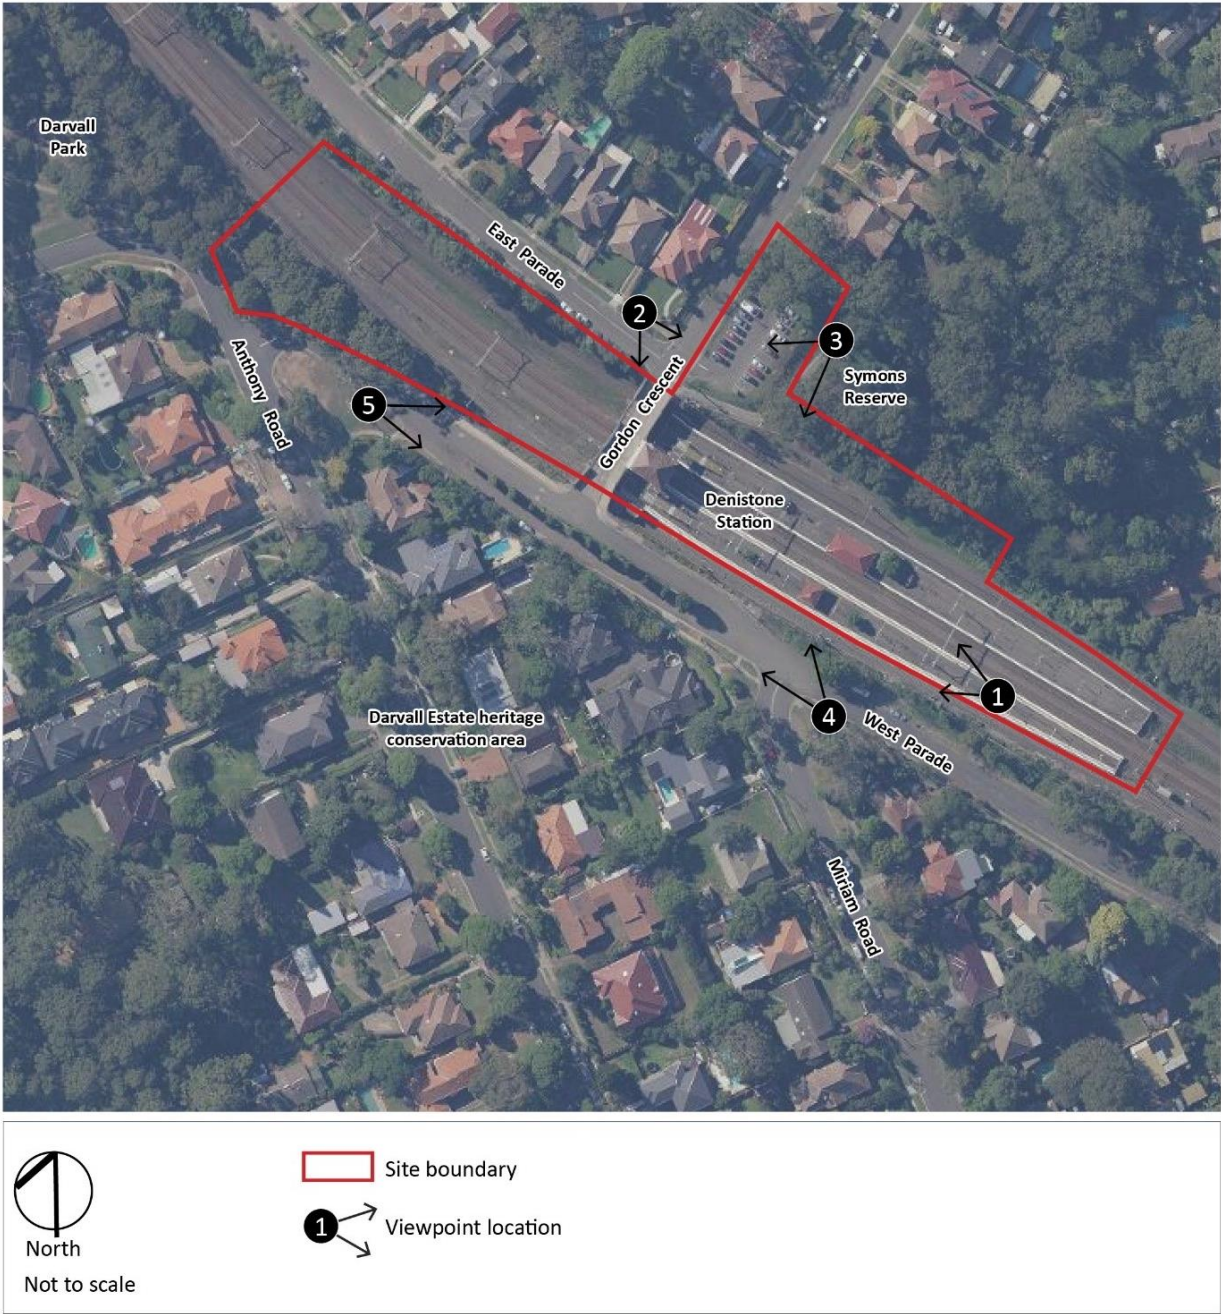 Darvall
Park
East Parade
2
3
Symons
Reserve
Anthony Road
5
Gordon Crescent
Denistone
Station
1
4
Darvall Estate heritage
conservation area
West Parade
Miriam Road
North
Not to scale
Site boundary
1
Viewpoint location